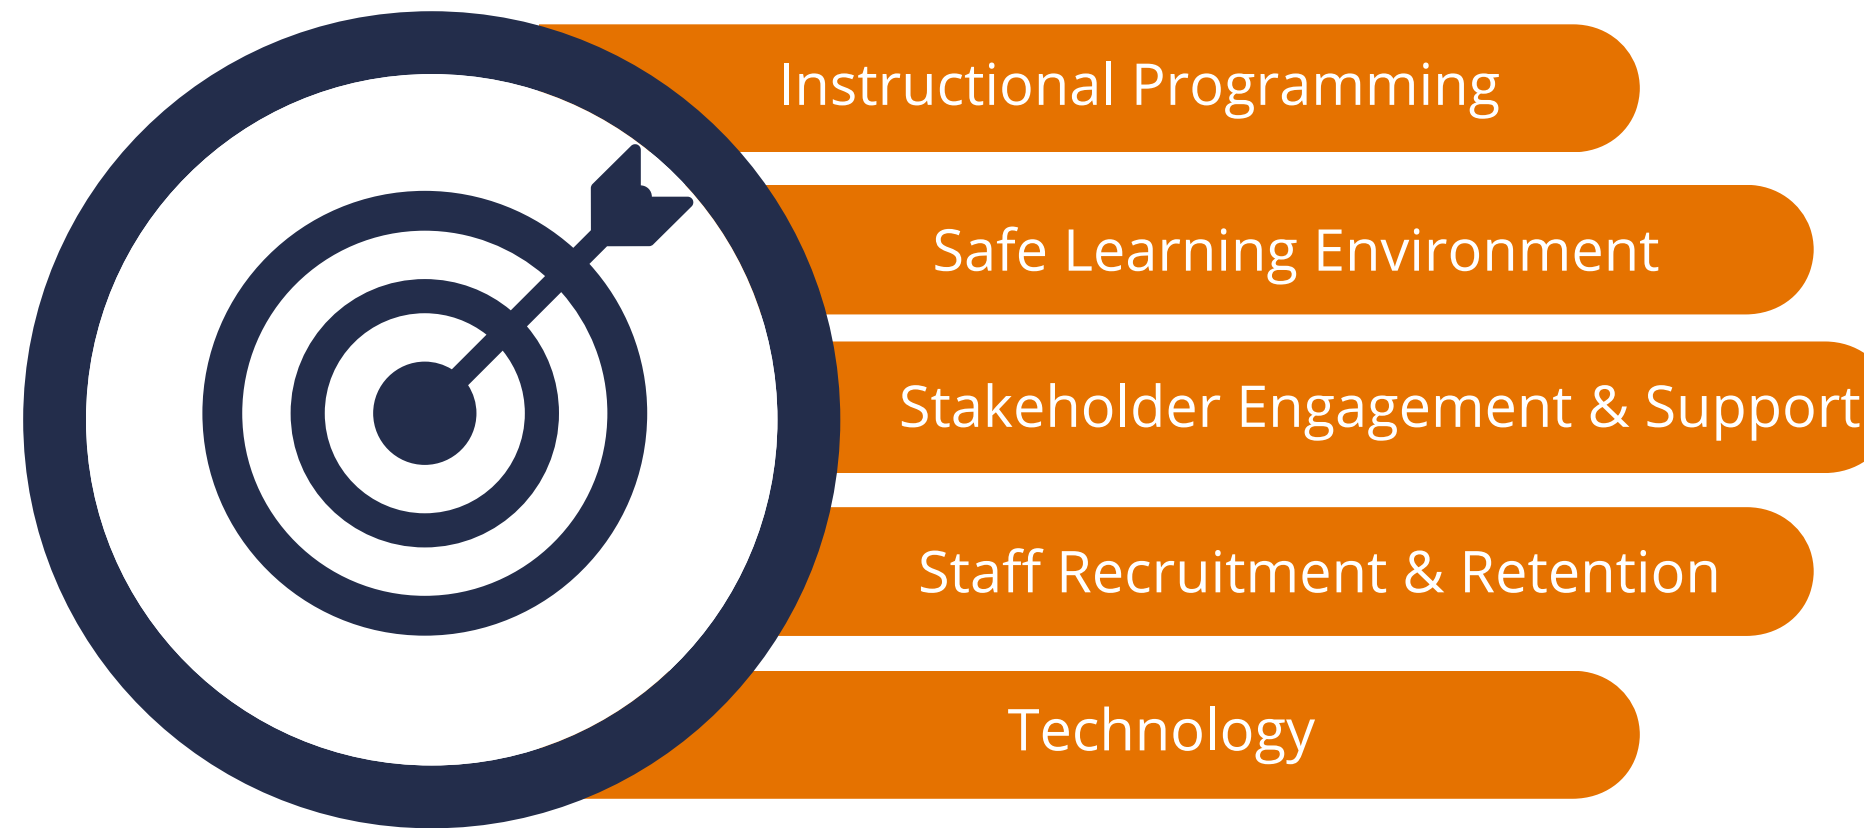 Instructional Programming
Safe Learning Environment
Stakeholder Engagement & Support
Staff Recruitment & Retention
Technology